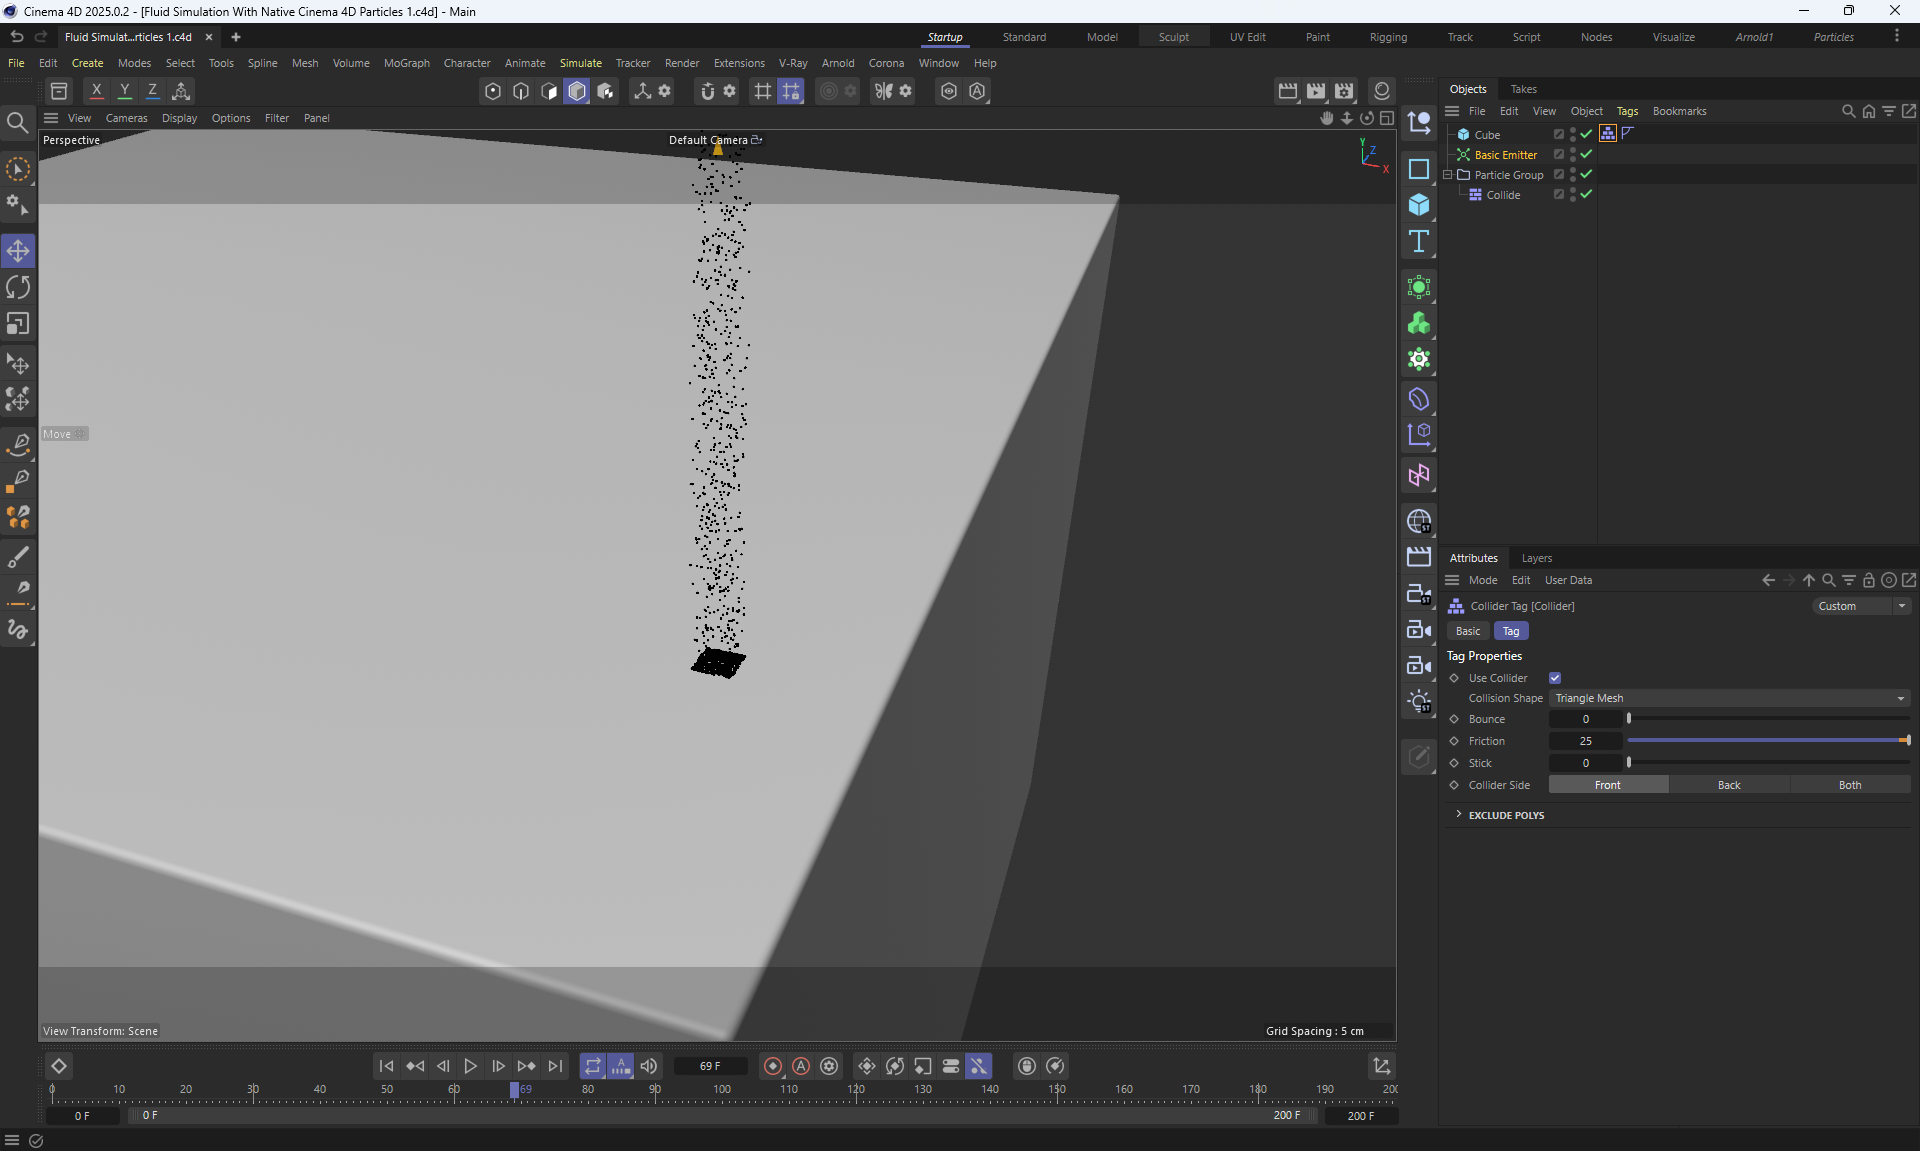 Cinema 4D 2025.0.2 - [Fluid Simulation With Native Cinema 4D Particles 1.c4d] - Main
Fluid Simulat...rticles 1.c4d
Startup Standard Model Sculpt UV Edit Paint Rigging Track Script Nodes Visualize Arnold1 Particles
File Edit Create Modes Select Tools Spline Mesh Volume MoGraph Character Animate Simulate Tracker Render Extensions V-Ray Arnold Corona Window Help
X Y Z
View Cameras Display Options Filter Panel
Perspective
Default Camera
Y
Z
X
Move
View Transform: Scene
Grid Spacing : 5 cm
Objects Takes
File Edit View Object Tags Bookmarks
Cube
Basic Emitter
Particle Group
Collide
Attributes Layers
Mode Edit User Data
Collider Tag [Collider]
Custom
Basic Tag
Tag Properties
Use Collider
Collision Shape Triangle Mesh
Bounce 0
Friction 25
Stick 0
Collider Side Front Back Both
EXCLUDE POLYS
69 F
0 10 20 30 40 50 60 69 80 90 100 110 120 130 140 150 160 170 180 190 200
0 F 0 F 200 F 200 F